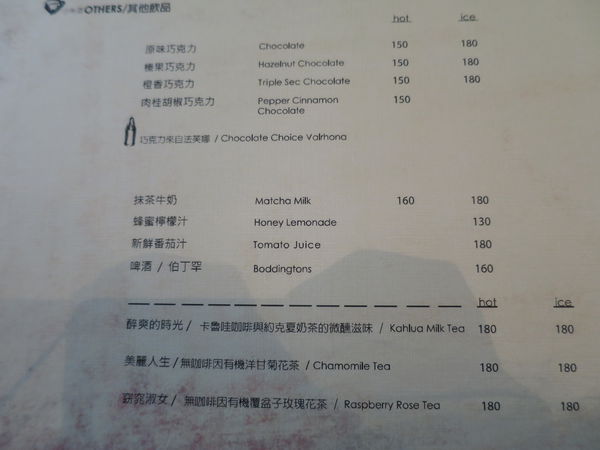 OTHERS/其他飲品
hot ice
原味巧克力 Chocolate 150 180
榛果巧克力 Hazelnut Chocolate 150 180
橙香巧克力 Triple Sec Chocolate 150 180
肉桂胡椒巧克力 Pepper Cinnamon 150
Chocolate
巧克力來自法芙娜 / Chocolate Choice Valrhona
抹茶牛奶 Matcha Milk 160 180
蜂蜜檸檬汁 Honey Lemonade 130
新鮮番茄汁 Tomato Juice 180
啤酒 / 伯丁罕 Boddingtons 160
hot ice
醉爽的時光 / 卡魯哇咖啡與約克夏奶茶的微醺滋味 / Kahlua Milk Tea 180 180
美麗人生 / 無咖啡因有機洋甘菊花茶 / Chamomile Tea 180 180
窈窕淑女 / 無咖啡因有機覆盆子玫瑰花茶 / Raspberry Rose Tea 180 180